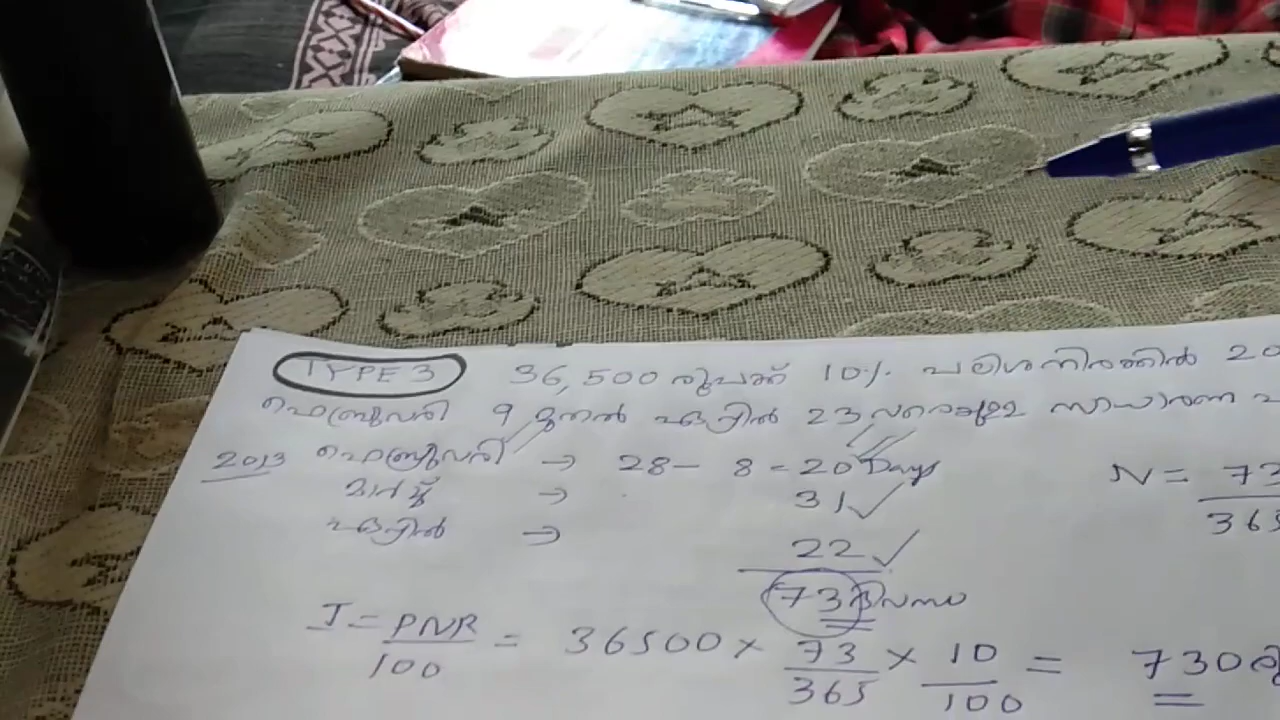 TYPE 3 36,500 രൂപക്ക് 10% പലിശനിരക്കിൽ 20
ഫെബ്രുവരി 9 മുതൽ ഏപ്രിൽ 23 വരെയുള്ള സാധാരണ പ
2013 ഫെബ്രുവരി → 28 - 8 = 20 Days
മാർച്ച് → 31 ✓
ഏപ്രിൽ → 22 ✓
73 ദിവസം
N = 73
365
I = PNR/100 = 36500 × 73/365 × 10/100 = 730 രൂ